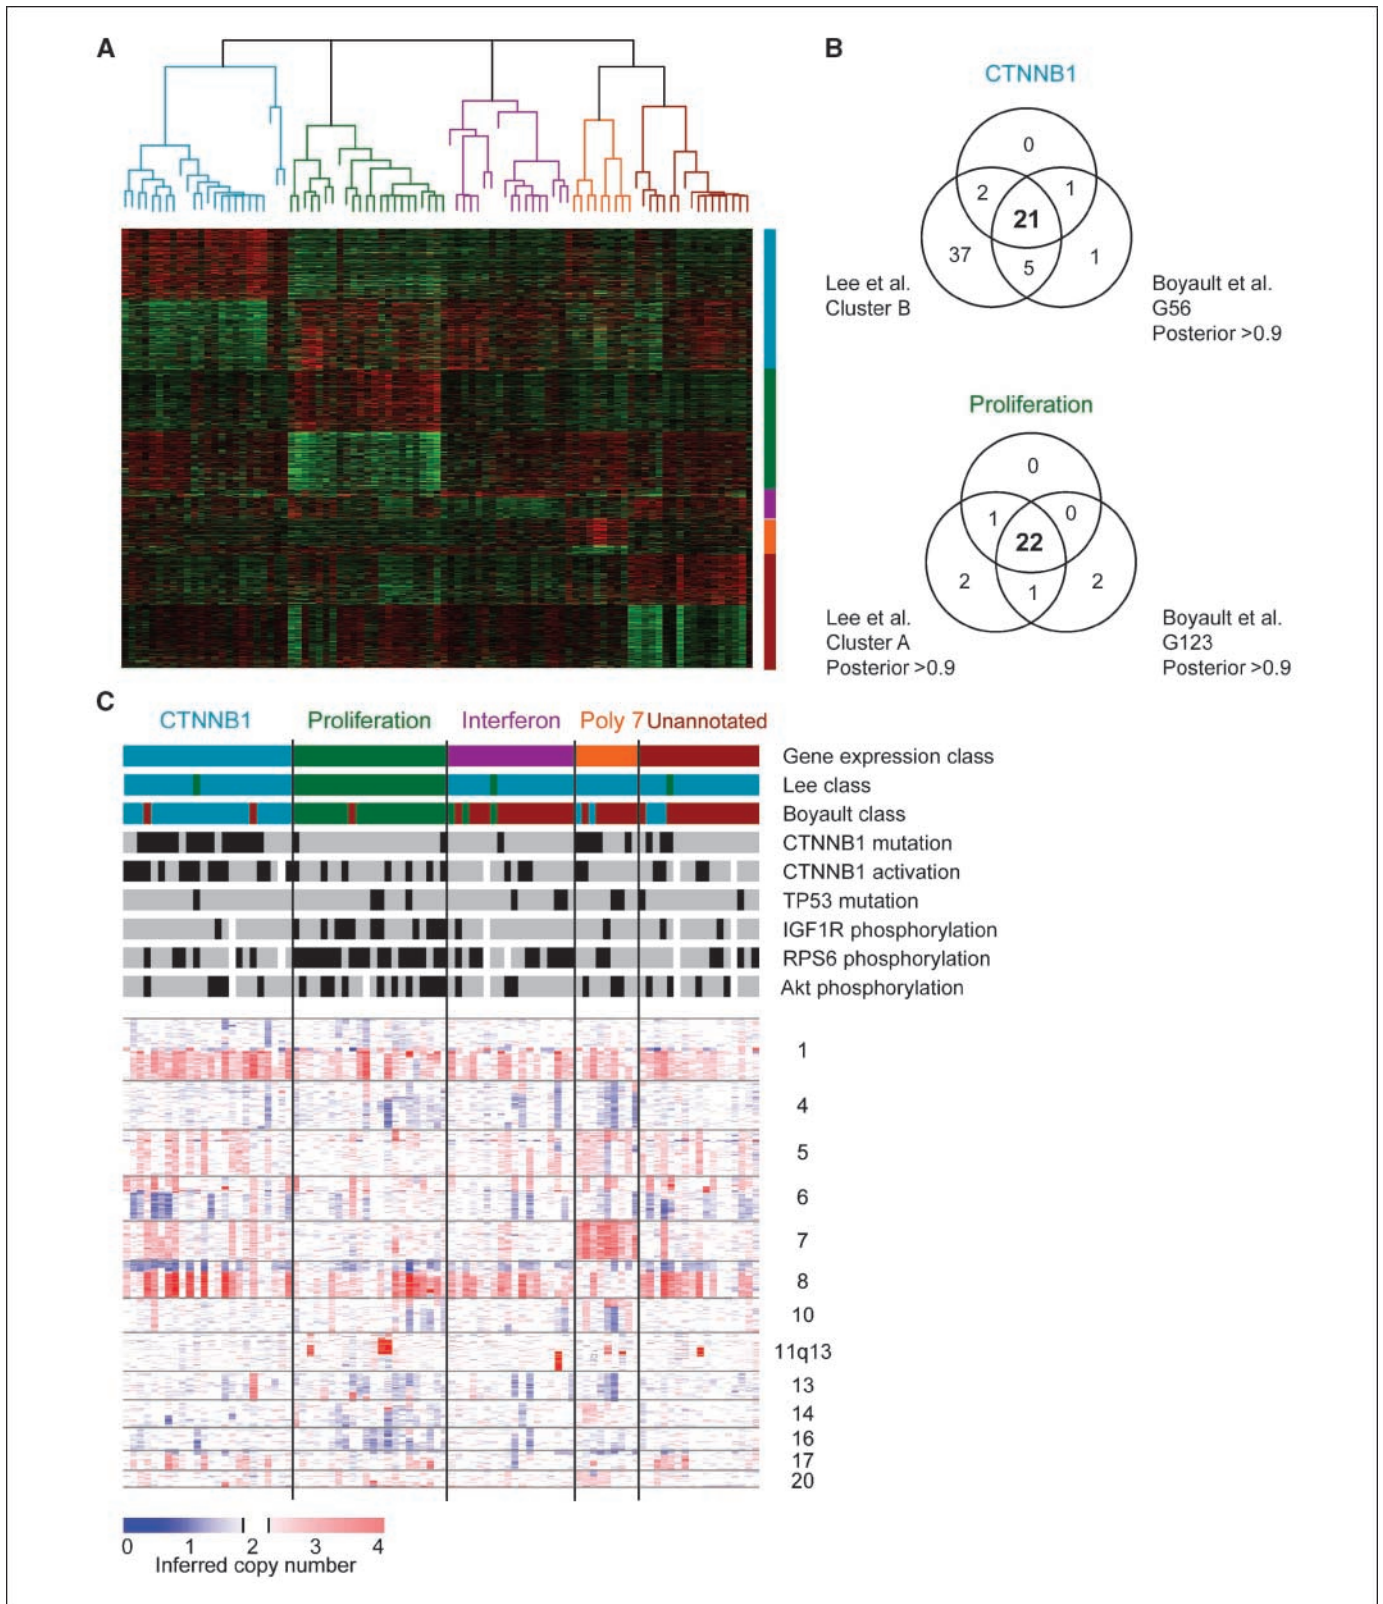 A
B
CTNNB1
0
2
1
21
37
5
1
Lee et al.
Cluster B
Boyault et al.
G56
Posterior >0.9
Proliferation
0
1
0
22
2
1
2
Lee et al.
Cluster A
Posterior >0.9
Boyault et al.
G123
Posterior >0.9
C
CTNNB1 Proliferation Interferon Poly 7 Unannotated
Gene expression class
Lee class
Boyault class
CTNNB1 mutation
CTNNB1 activation
TP53 mutation
IGF1R phosphorylation
RPS6 phosphorylation
Akt phosphorylation
1
4
5
6
7
8
10
11q13
13
14
16
17
20
0 1 2 3 4
Inferred copy number